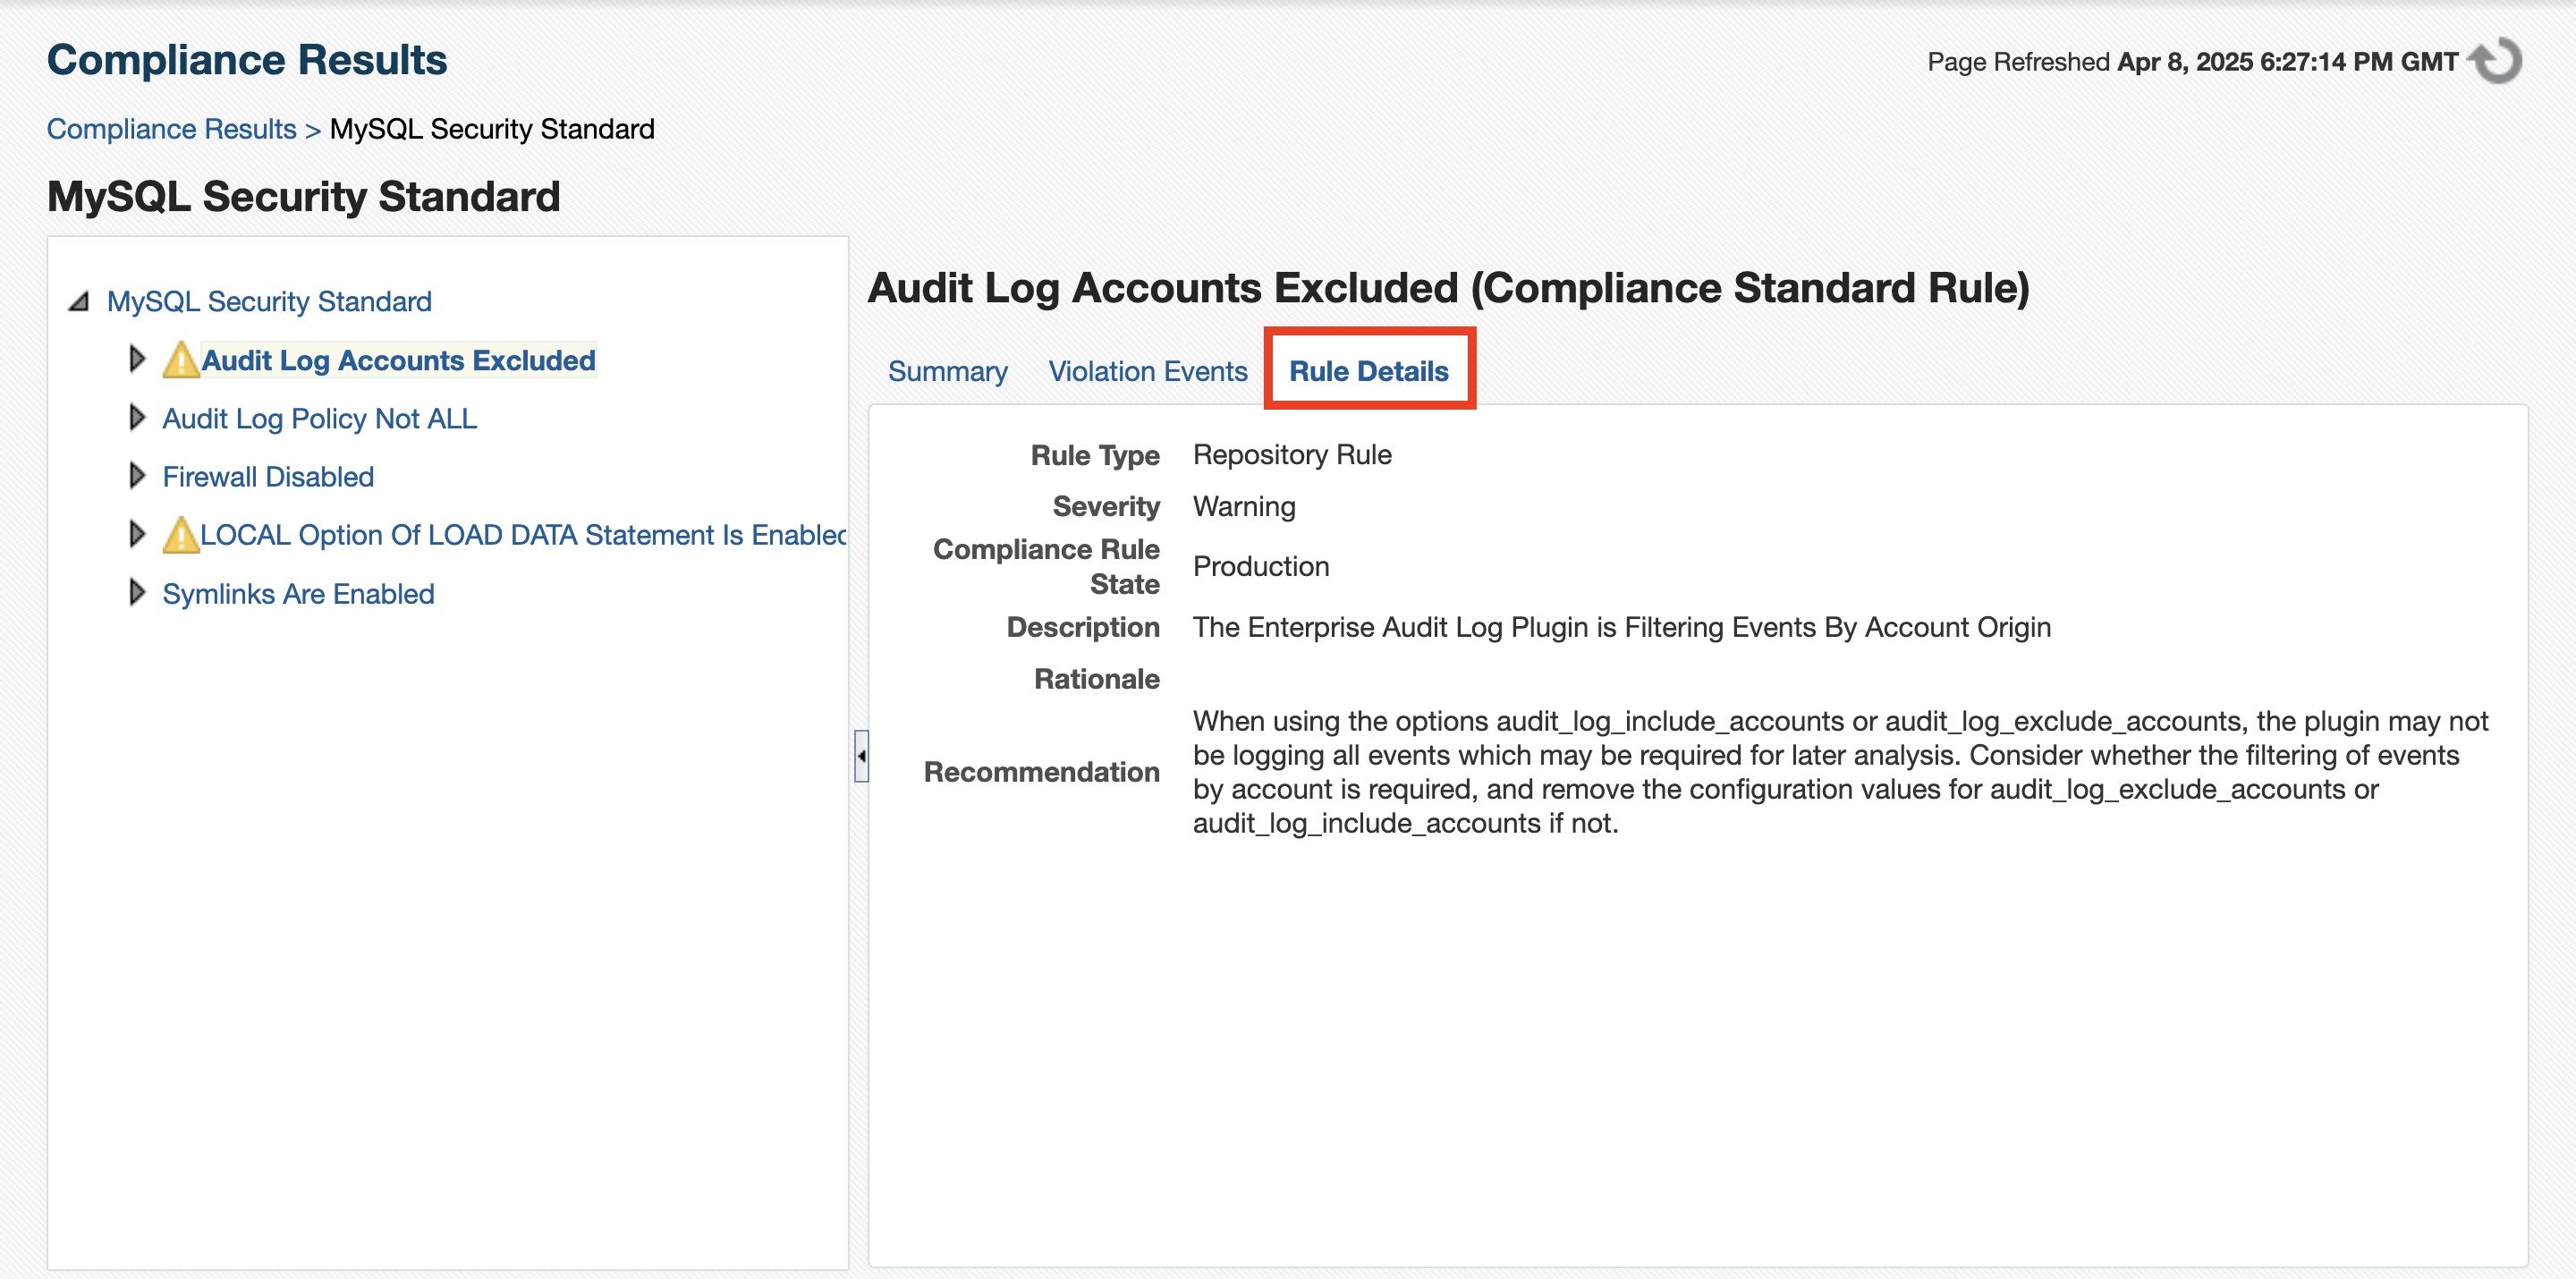 Compliance Results
Page Refreshed Apr 8, 2025 6:27:14 PM GMT
Compliance Results > MySQL Security Standard
MySQL Security Standard
MySQL Security Standard
Audit Log Accounts Excluded
Audit Log Policy Not ALL
Firewall Disabled
LOCAL Option Of LOAD DATA Statement Is Enabled
Symlinks Are Enabled
Audit Log Accounts Excluded (Compliance Standard Rule)
Summary Violation Events Rule Details
Rule Type Repository Rule
Severity Warning
Compliance Rule
State
Production
Description The Enterprise Audit Log Plugin is Filtering Events By Account Origin
Rationale
Recommendation
When using the options audit_log_include_accounts or audit_log_exclude_accounts, the plugin may not
be logging all events which may be required for later analysis. Consider whether the filtering of events
by account is required, and remove the configuration values for audit_log_exclude_accounts or
audit_log_include_accounts if not.